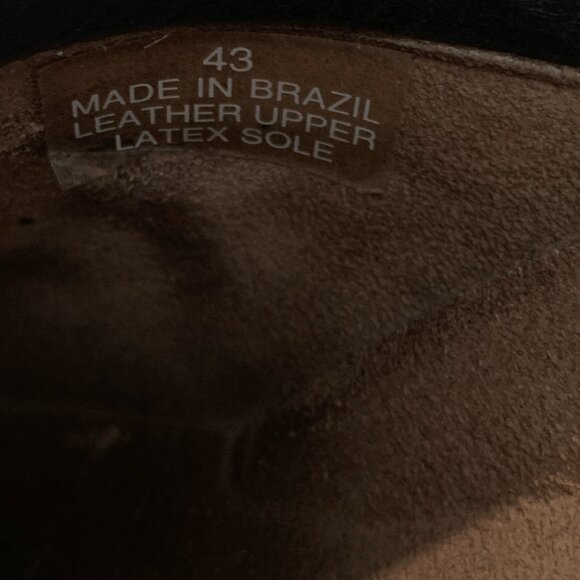 43
MADE IN BRAZIL
LEATHER UPPER
LATEX SOLE